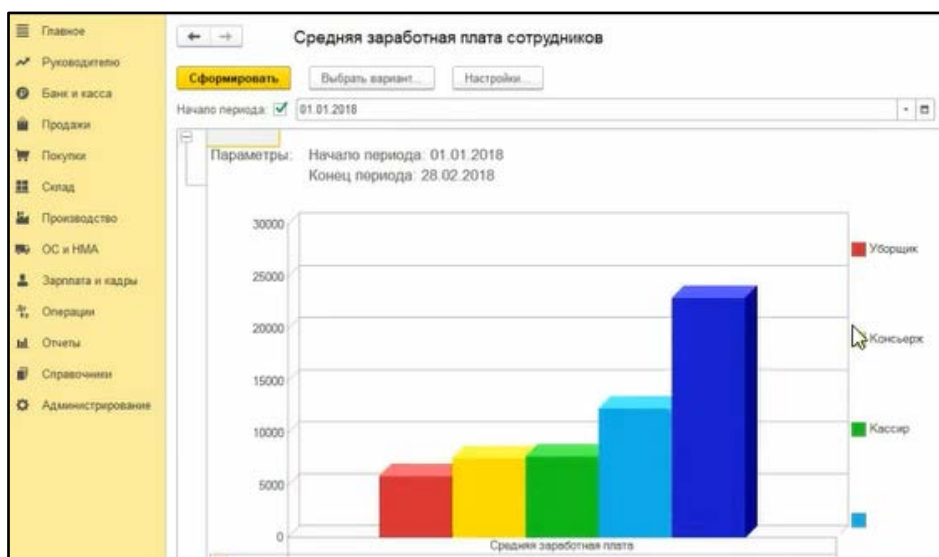 Главное
Руководителю
Банк и касса
Продажи
Покупки
Склад
Производство
ОС и НМА
Зарплата и кадры
Операции
Отчеты
Справочники
Администрирование
Средняя заработная плата сотрудников
Сформировать
Выбрать вариант...
Настройки...
Начало периода:
01.01.2018
Параметры:
Начало периода: 01.01.2018
Конец периода: 28.02.2018
30000
25000
20000
15000
10000
5000
0
Средняя заработная плата
Уборщик
Консьерж
Кассир